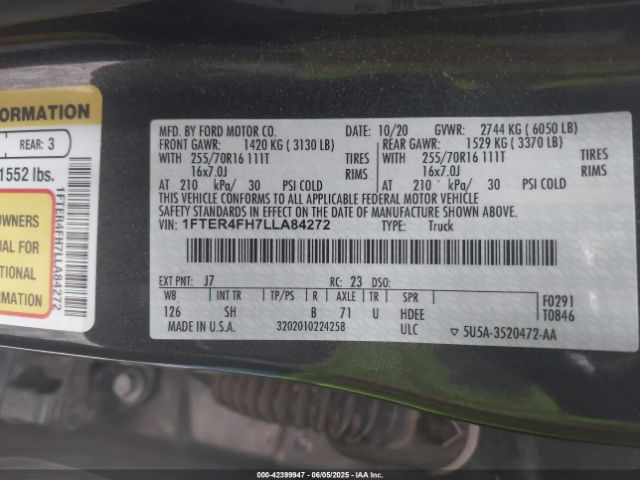 ORMATION
REAR: 3
1552 lbs.
OWNERS
UAL FOR
TIONAL
RMATION
1FTER4FH7LLA84272
MFD. BY FORD MOTOR CO. DATE: 10/20 GVWR: 2744 KG ( 6050 LB)
FRONT GAWR: 1420 KG ( 3130 LB) REAR GAWR: 1529 KG ( 3370 LB)
WITH 255/70R16 111T TIRES WITH 255/70R16 111T TIRES
16x7.0J RIMS 16x7.0J RIMS
AT 210 kPa/ 30 PSI COLD AT 210 kPa/ 30 PSI COLD
THIS VEHICLE CONFORMS TO ALL APPLICABLE FEDERAL MOTOR VEHICLE
SAFETY STANDARDS IN EFFECT ON THE DATE OF MANUFACTURE SHOWN ABOVE.
VIN: 1FTER4FH7LLA84272 TYPE: Truck
EXT PNT: J7 RC: 23 DSO:
WB INT TR TP/PS R AXLE TR SPR F0291
126 SH B 71 U HDEE T0846
MADE IN U.S.A. 3202010224258 ULC 5U5A-3520472-AA
000-42399947 - 06/05/2025 - IAA Inc.